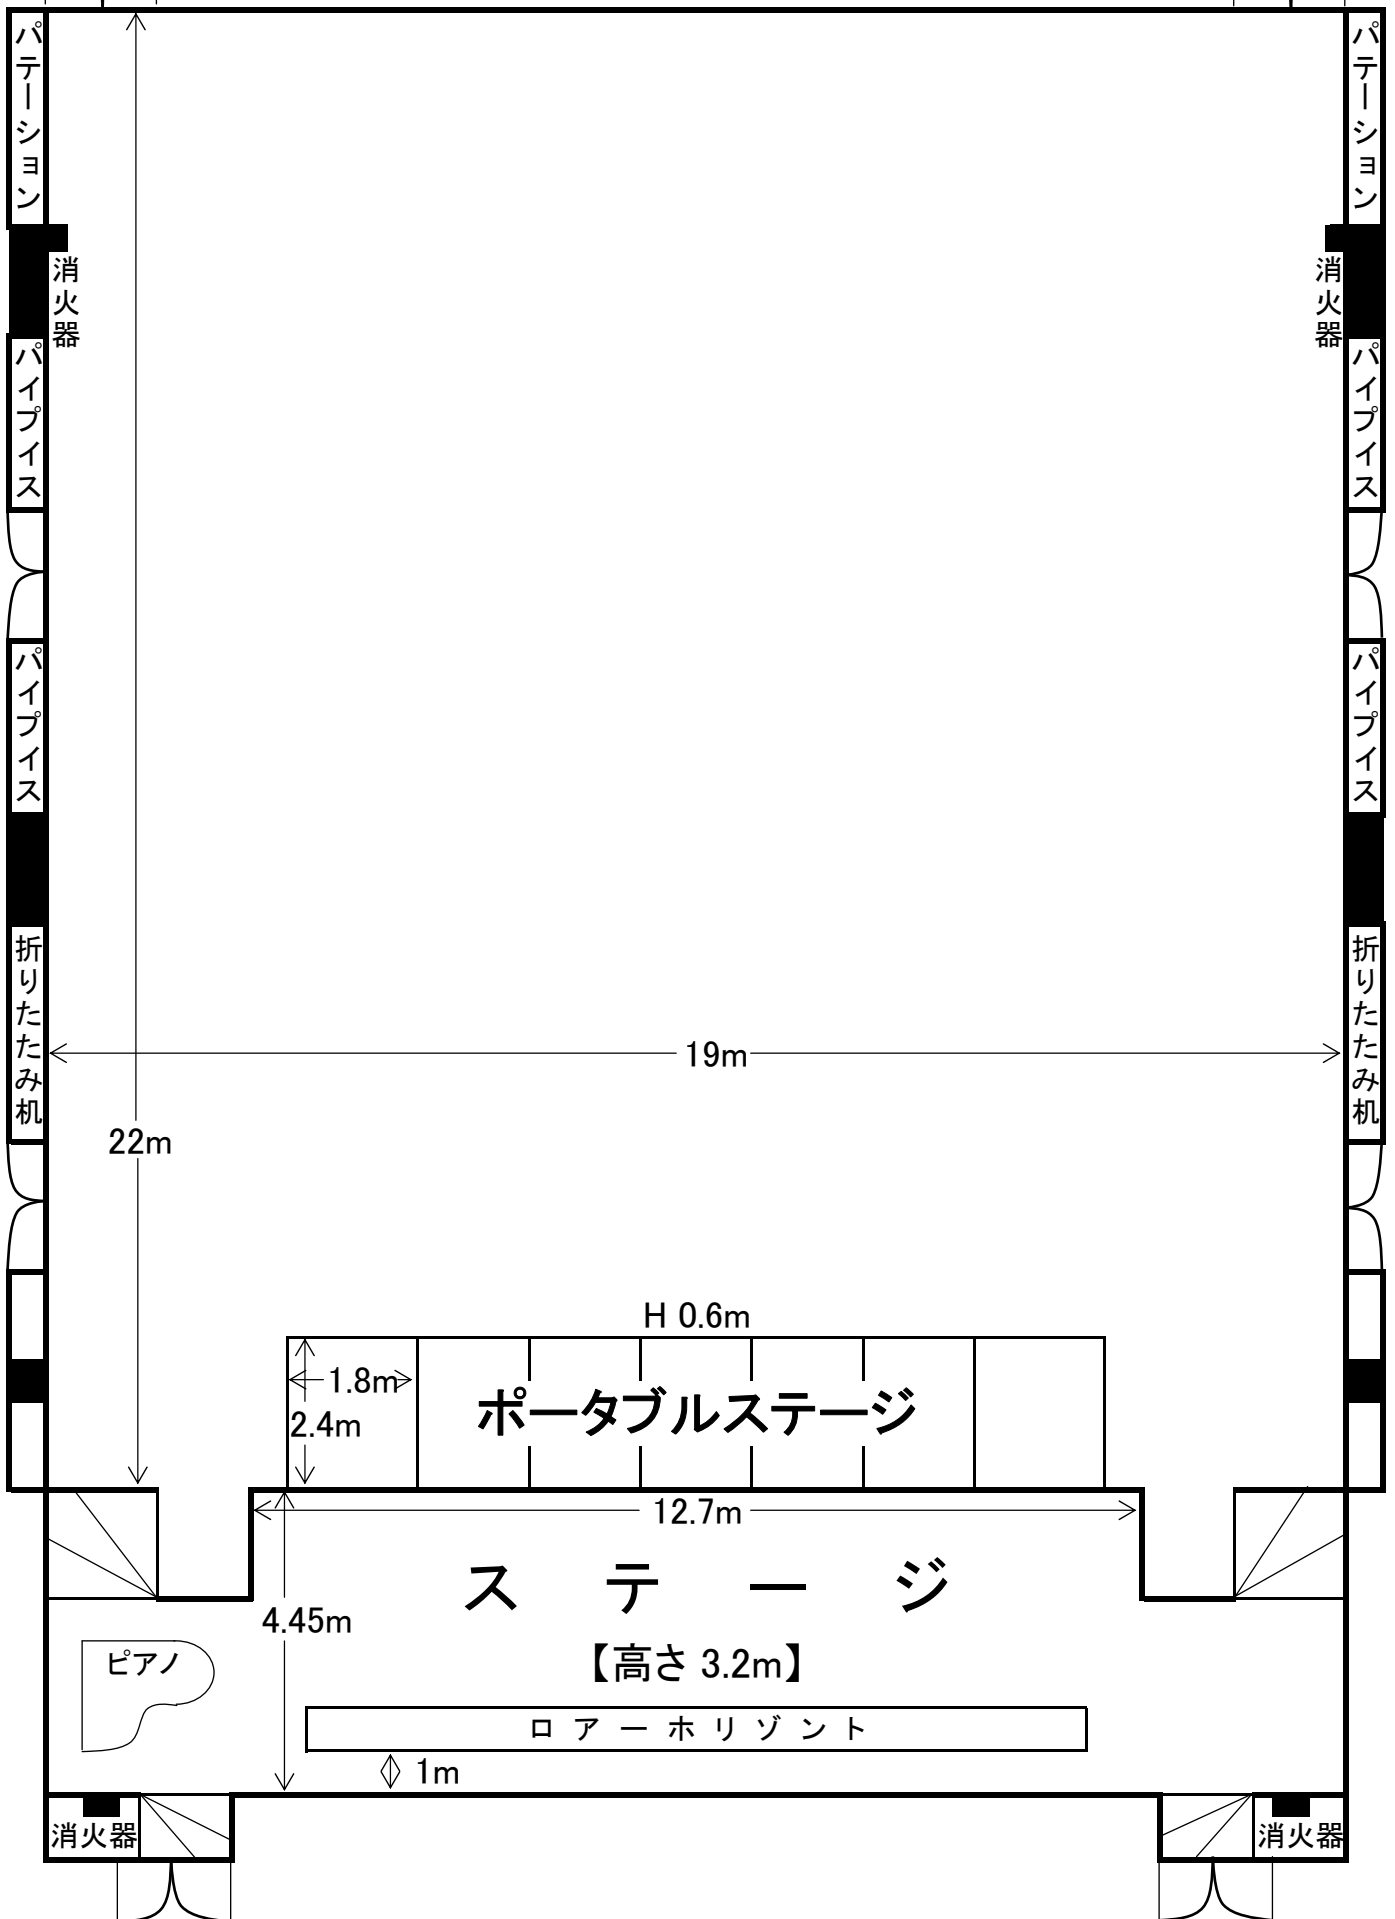 パテーション
パテーション
消火器
消火器
パイプイス
パイプイス
パイプイス
パイプイス
折りたたみ机
折りたたみ机
19m
22m
H 0.6m
1.8m
2.4m
ポータブルステージ
12.7m
ステージ
4.45m
【高さ 3.2m】
ピアノ
ロアーホリゾント
1m
消火器
消火器